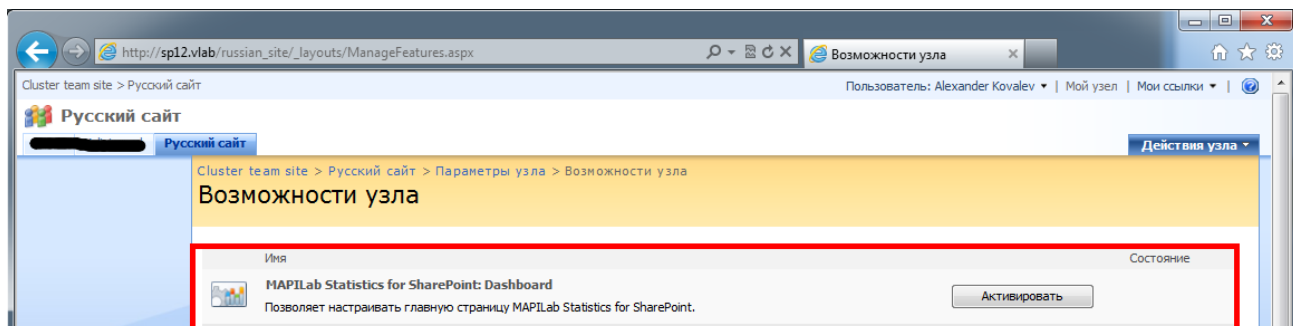 http://sp12.vlab/russian_site/_layouts/ManageFeatures.aspx
Возможности узла
Cluster team site > Русский сайт
Пользователь: Alexander Kovalev | Мой узел | Мои ссылки |
Русский сайт
Русский сайт
Действия узла
Cluster team site > Русский сайт > Параметры узла > Возможности узла
Возможности узла
Имя
Состояние
MAPILab Statistics for SharePoint: Dashboard
Позволяет настраивать главную страницу MAPILab Statistics for SharePoint.
Активировать